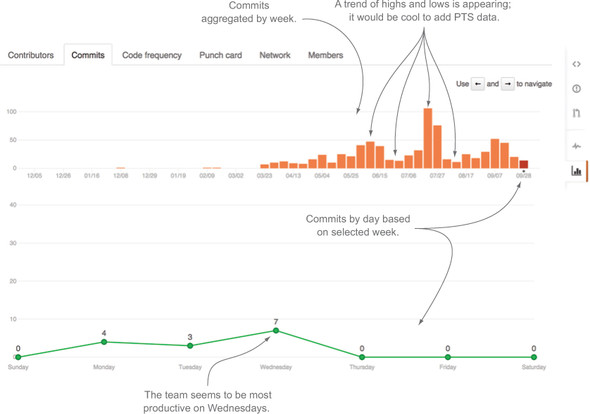 Commits
aggregated by week.
A trend of highs and lows is appearing;
it would be cool to add PTS data.
Contributors Commits Code frequency Punch card Network Members
Use ← and → to navigate
100
50
0
12/05 12/26 11/16 12/08 12/29 01/19 02/09 03/02 03/23 04/13 05/04 05/25 06/15 07/06 07/27 08/17 09/07 09/28
40
Commits by day based
on selected week.
30
20
10
0 4 3 7 0 0 0
Sunday Monday Tuesday Wednesday Thursday Friday Saturday
The team seems to be most
productive on Wednesdays.